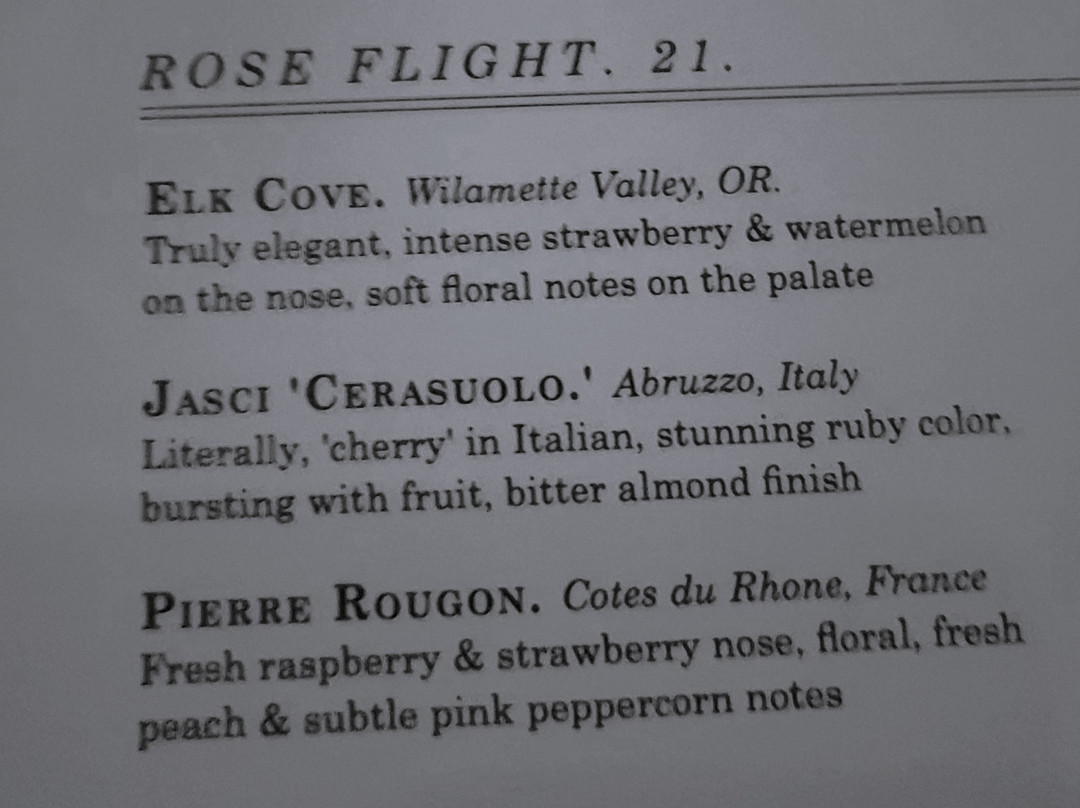 ROSE FLIGHT. 21.
ELK COVE. Wilamette Valley, OR.
Truly elegant, intense strawberry & watermelon
on the nose, soft floral notes on the palate
JASCI 'CERASUOLO.' Abruzzo, Italy
Literally, 'cherry' in Italian, stunning ruby color,
bursting with fruit, bitter almond finish
PIERRE ROUGON. Cotes du Rhone, France
Fresh raspberry & strawberry nose, floral, fresh
peach & subtle pink peppercorn notes